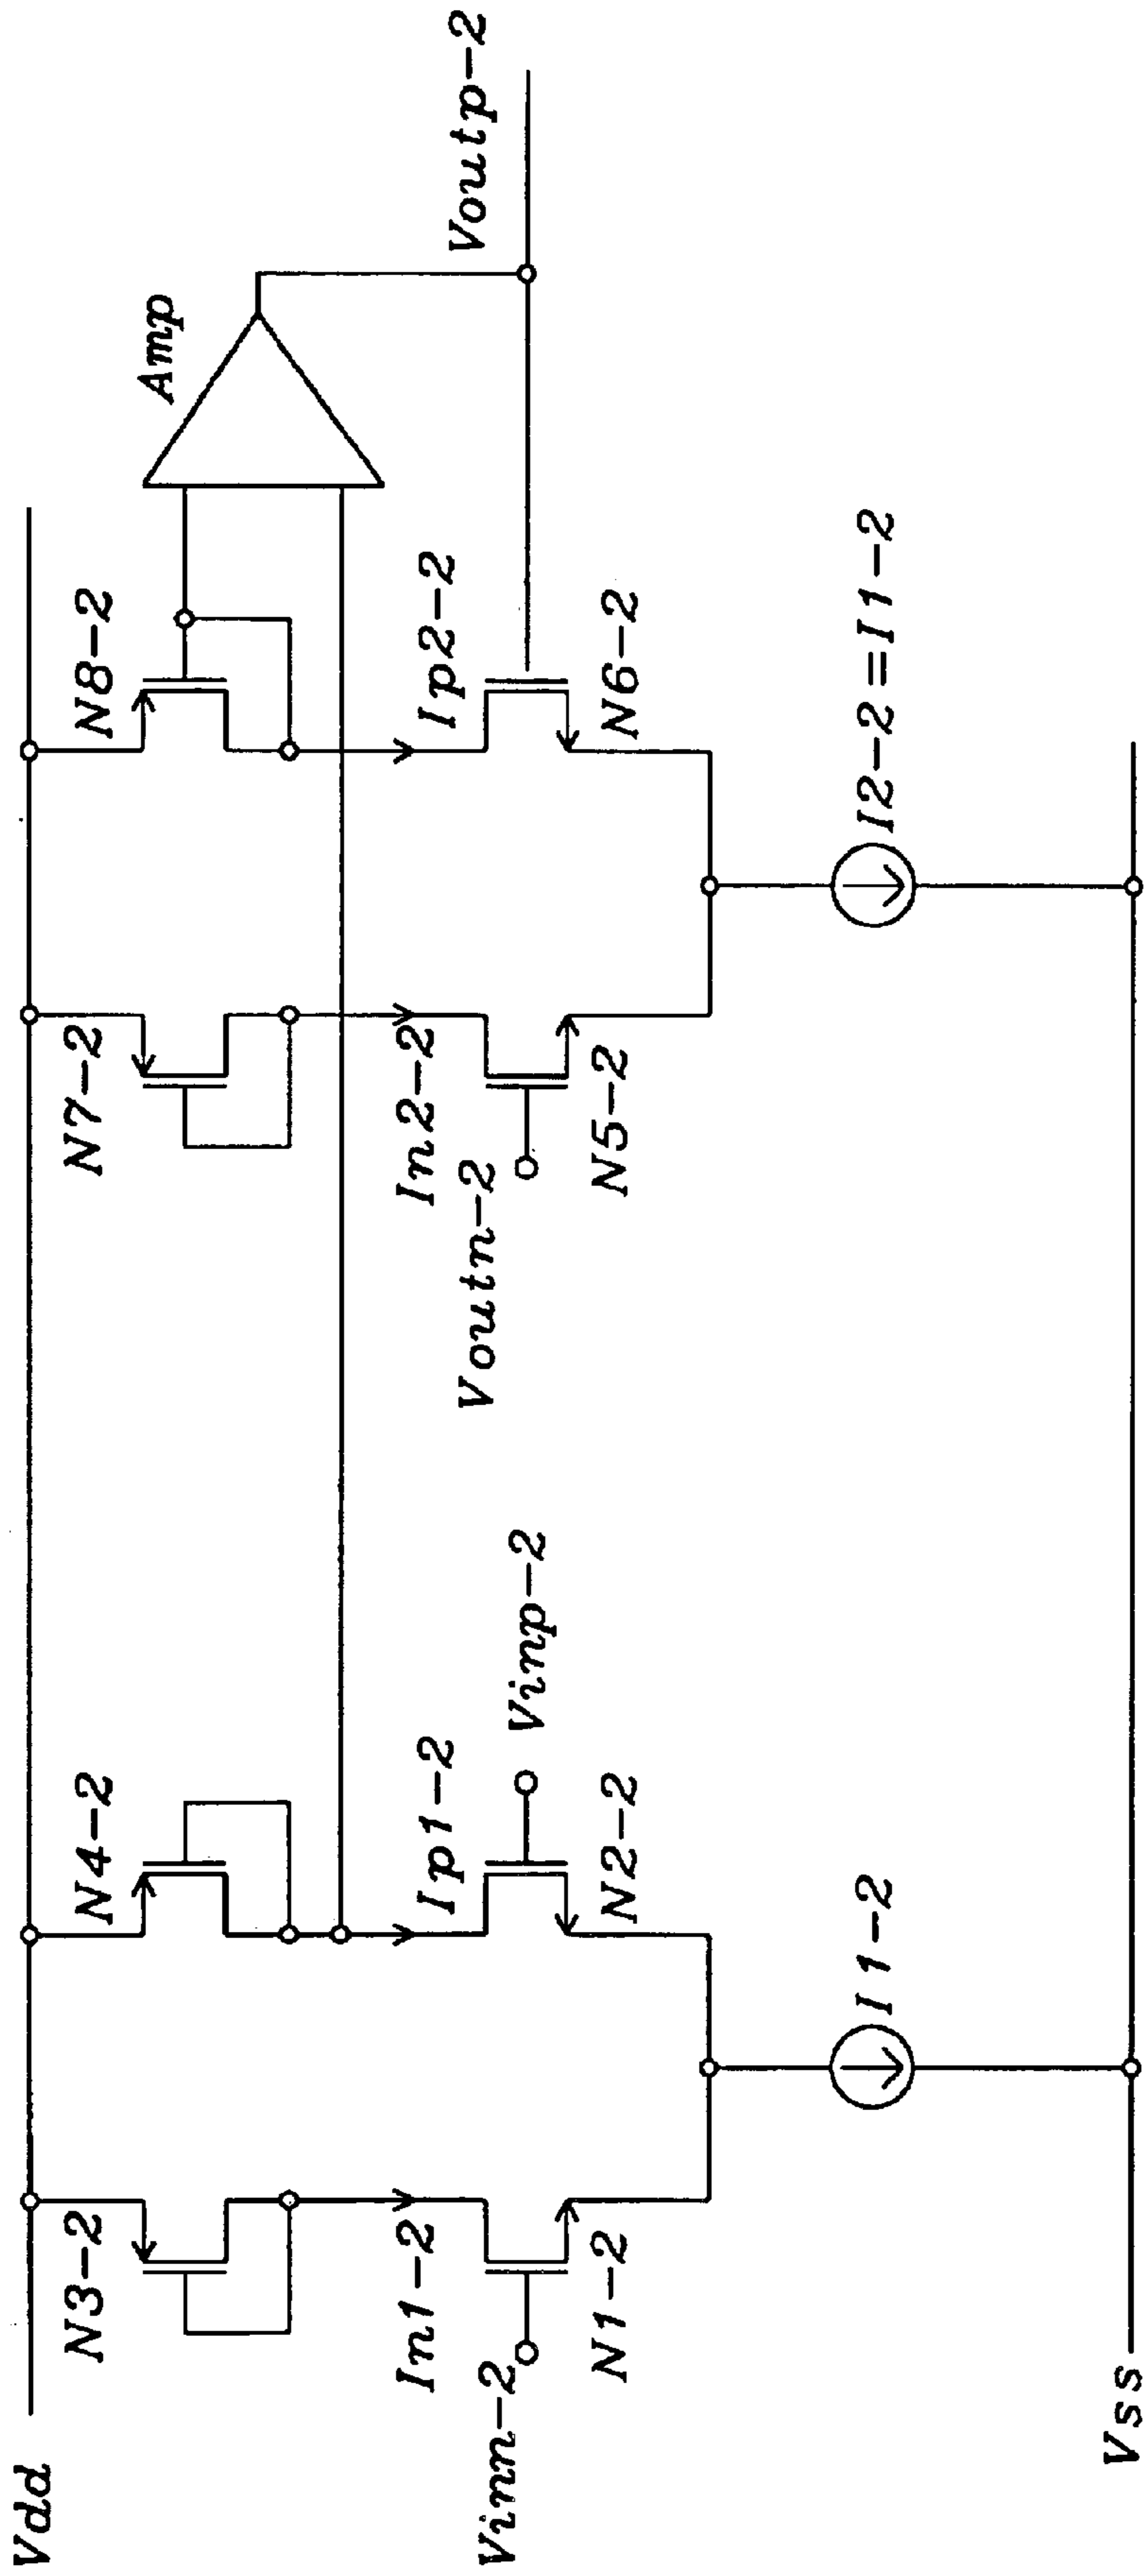 Vdd
N3-2
N4-2
N7-2
N8-2
Amp
In1-2
Ip1-2
In2-2
Ip2-2
Vinn-2
Vinp-2
Voutn-2
Voutp-2
N1-2
N2-2
N5-2
N6-2
I1-2
I2-2=I1-2
Vss